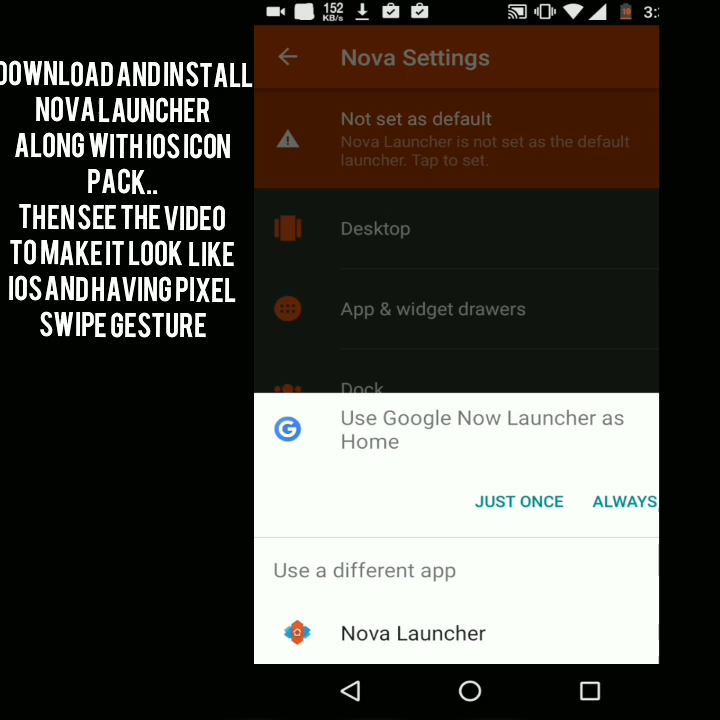 DOWNLOAD AND INSTALL
NOVA LAUNCHER
ALONG WITH IOS ICON
PACK..
THEN SEE THE VIDEO
TO MAKE IT LOOK LIKE
IOS AND HAVING PIXEL
SWIPE GESTURE
152
KB/s
3:
Nova Settings
Not set as default
Nova Launcher is not set as the default
launcher. Tap to set.
Desktop
App & widget drawers
Dock
Use Google Now Launcher as
Home
JUST ONCE ALWAYS
Use a different app
Nova Launcher